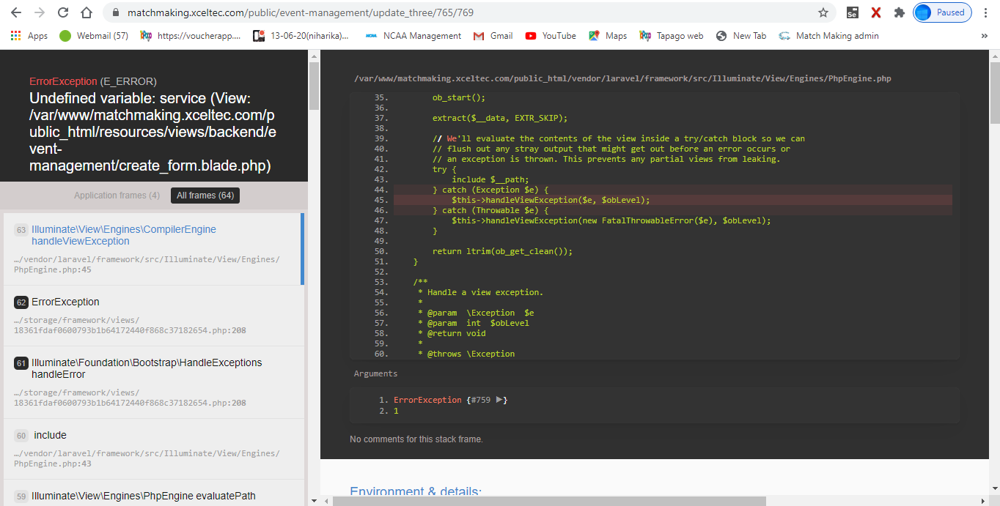 matchmaking.xceltec.com/public/event-management/update_three/765/769
Se
Paused
Apps
Webmail (57)
https://voucherapp....
13-06-20(niharika)...
NCAA
NCAA Management
Gmail
YouTube
Maps
Tapago web
New Tab
Match Making admin
»
ErrorException (E_ERROR)
Undefined variable: service (View:
/var/www/matchmaking.xceltec.com/p
ublic_html/resources/views/backend/e
vent-
management/create_form.blade.php)
Application frames (4)
All frames (64)
63 Illuminate\View\Engines\CompilerEngine
handleViewException
…/vendor/laravel/framework/src/Illuminate/View/Engines/
PhpEngine.php:45
62 ErrorException
…/storage/framework/views/
18361fdaf0600793b1b64172440f868c37182654.php:208
61 Illuminate\Foundation\Bootstrap\HandleExceptions
handleError
…/storage/framework/views/
18361fdaf0600793b1b64172440f868c37182654.php:208
60 include
…/vendor/laravel/framework/src/Illuminate/View/Engines/
PhpEngine.php:43
59 Illuminate\View\Engines\PhpEngine evaluatePath
/var/www/matchmaking.xceltec.com/public_html/vendor/laravel/framework/src/Illuminate/View/Engines/PhpEngine.php
35. ob_start();
36.
37. extract($__data, EXTR_SKIP);
38.
39. // We'll evaluate the contents of the view inside a try/catch block so we can
40. // flush out any stray output that might get out before an error occurs or
41. // an exception is thrown. This prevents any partial views from leaking.
42. try {
43. include $__path;
44. } catch (Exception $e) {
45. $this->handleViewException($e, $obLevel);
46. } catch (Throwable $e) {
47. $this->handleViewException(new FatalThrowableError($e), $obLevel);
48. }
49.
50. return ltrim(ob_get_clean());
51. }
52.
53. /**
54. * Handle a view exception.
55. *
56. * @param \Exception $e
57. * @param int $obLevel
58. * @return void
59. *
60. * @throws \Exception
Arguments
1. ErrorException {#759 ▶}
2. 1
No comments for this stack frame.
Environment & details: